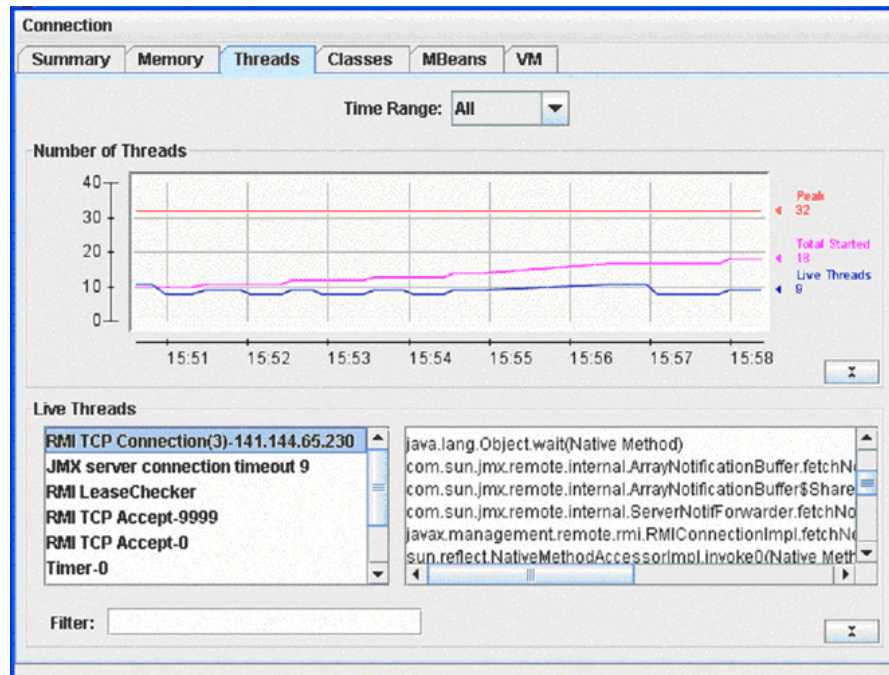 Connection
Summary Memory Threads Classes MBeans VM
Time Range: All
Number of Threads
40
30
20
10
0
Peak
32
Total Started
18
Live Threads
9
15:51 15:52 15:53 15:54 15:55 15:56 15:57 15:58
Live Threads
RMI TCP Connection(3)-141.144.65.230
JMX server connection timeout 9
RMI LeaseChecker
RMI TCP Accept-9999
RMI TCP Accept-0
Timer-0
java.lang.Object.wait(Native Method)
com.sun.jmx.remote.internal.ArrayNotificationBuffer.fetchN
com.sun.jmx.remote.internal.ArrayNotificationBuffer$Share
com.sun.jmx.remote.internal.ServerNotifForwarder.fetchNo
javax.management.remote.rmi.RMIConnectionImpl.fetchN
sun.reflect.NativeMethodAccessorImpl.invoke0(Native Meth
Filter: